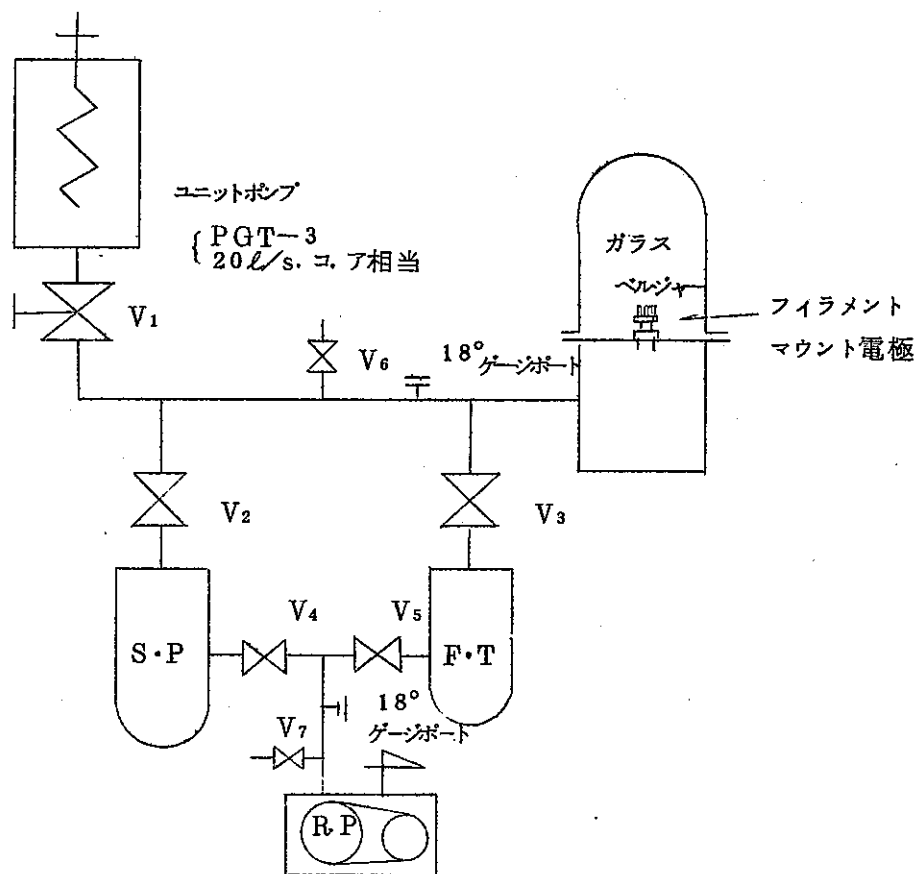 ユニットポンプ
PGT-3
20ℓ/s. コ. ア相当
V1
V6
18°
ゲージポート
ガラス
ベルジャ
フィラメント
マウント電極
V2
V3
V4
V5
S・P
F・T
18°
ゲージポート
V7
R.P